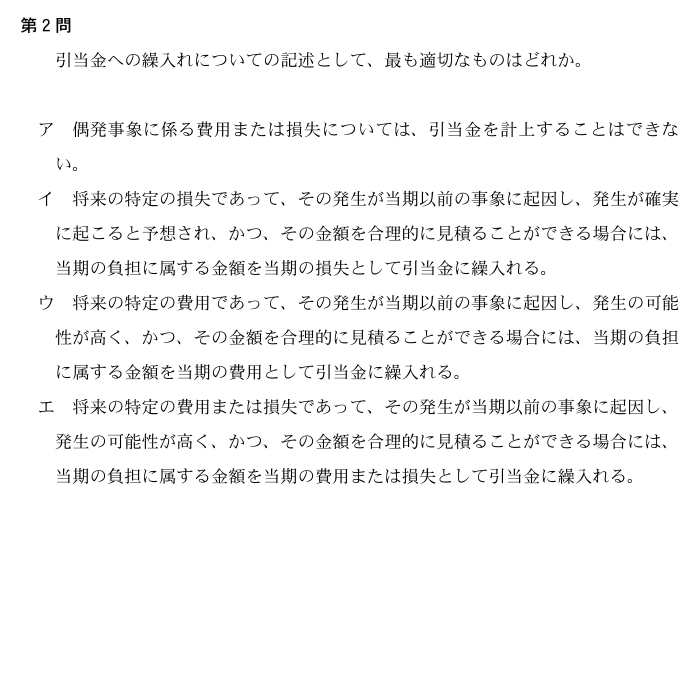 第2問
引当金への繰入れについての記述として、最も適切なものはどれか。
ア　偶発事象に係る費用または損失については、引当金を計上することはできな
い。
イ　将来の特定の損失であって、その発生が当期以前の事象に起因し、発生が確実
に起こると予想され、かつ、その金額を合理的に見積ることができる場合には、
当期の負担に属する金額を当期の損失として引当金に繰入れる。
ウ　将来の特定の費用であって、その発生が当期以前の事象に起因し、発生の可能
性が高く、かつ、その金額を合理的に見積ることができる場合には、当期の負担
に属する金額を当期の費用として引当金に繰入れる。
エ　将来の特定の費用または損失であって、その発生が当期以前の事象に起因し、
発生の可能性が高く、かつ、その金額を合理的に見積ることができる場合には、
当期の負担に属する金額を当期の費用または損失として引当金に繰入れる。